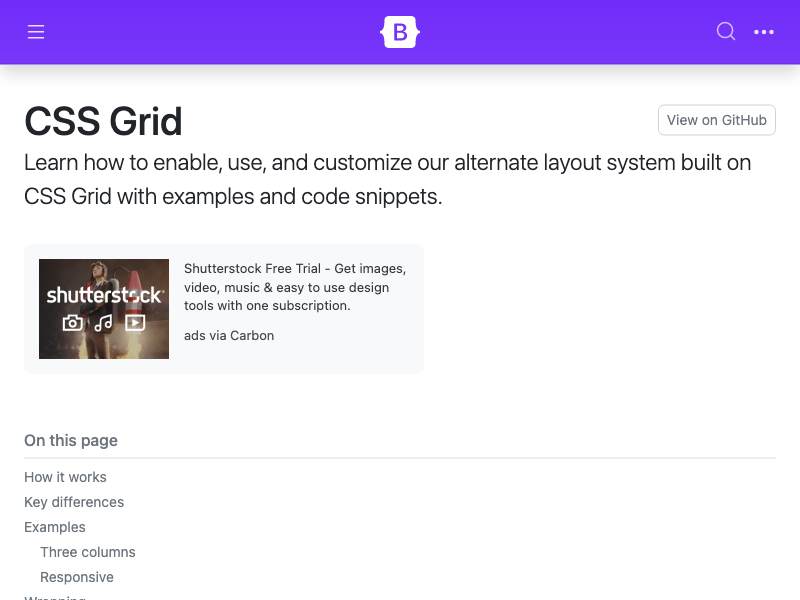 B
CSS Grid
View on GitHub
Learn how to enable, use, and customize our alternate layout system built on
CSS Grid with examples and code snippets.
shutterstock
Shutterstock Free Trial - Get images,
video, music & easy to use design
tools with one subscription.
ads via Carbon
On this page
How it works
Key differences
Examples
Three columns
Responsive
Wrapping